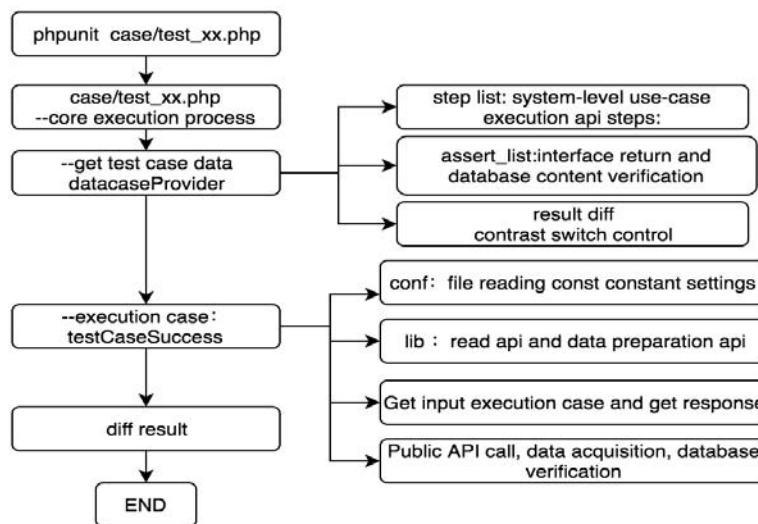 phpunit case/test_xx.php
case/test_xx.php
--core execution process
--get test case data
datacaseProvider
step list: system-level use-case
execution api steps:
assert_list:interface return and
database content verification
result diff
contrast switch control
--execution case：
testCaseSuccess
conf：file reading const constant settings
lib：read api and data preparation api
Get input execution case and get response
Public API call, data acquisition, database
verification
diff result
END